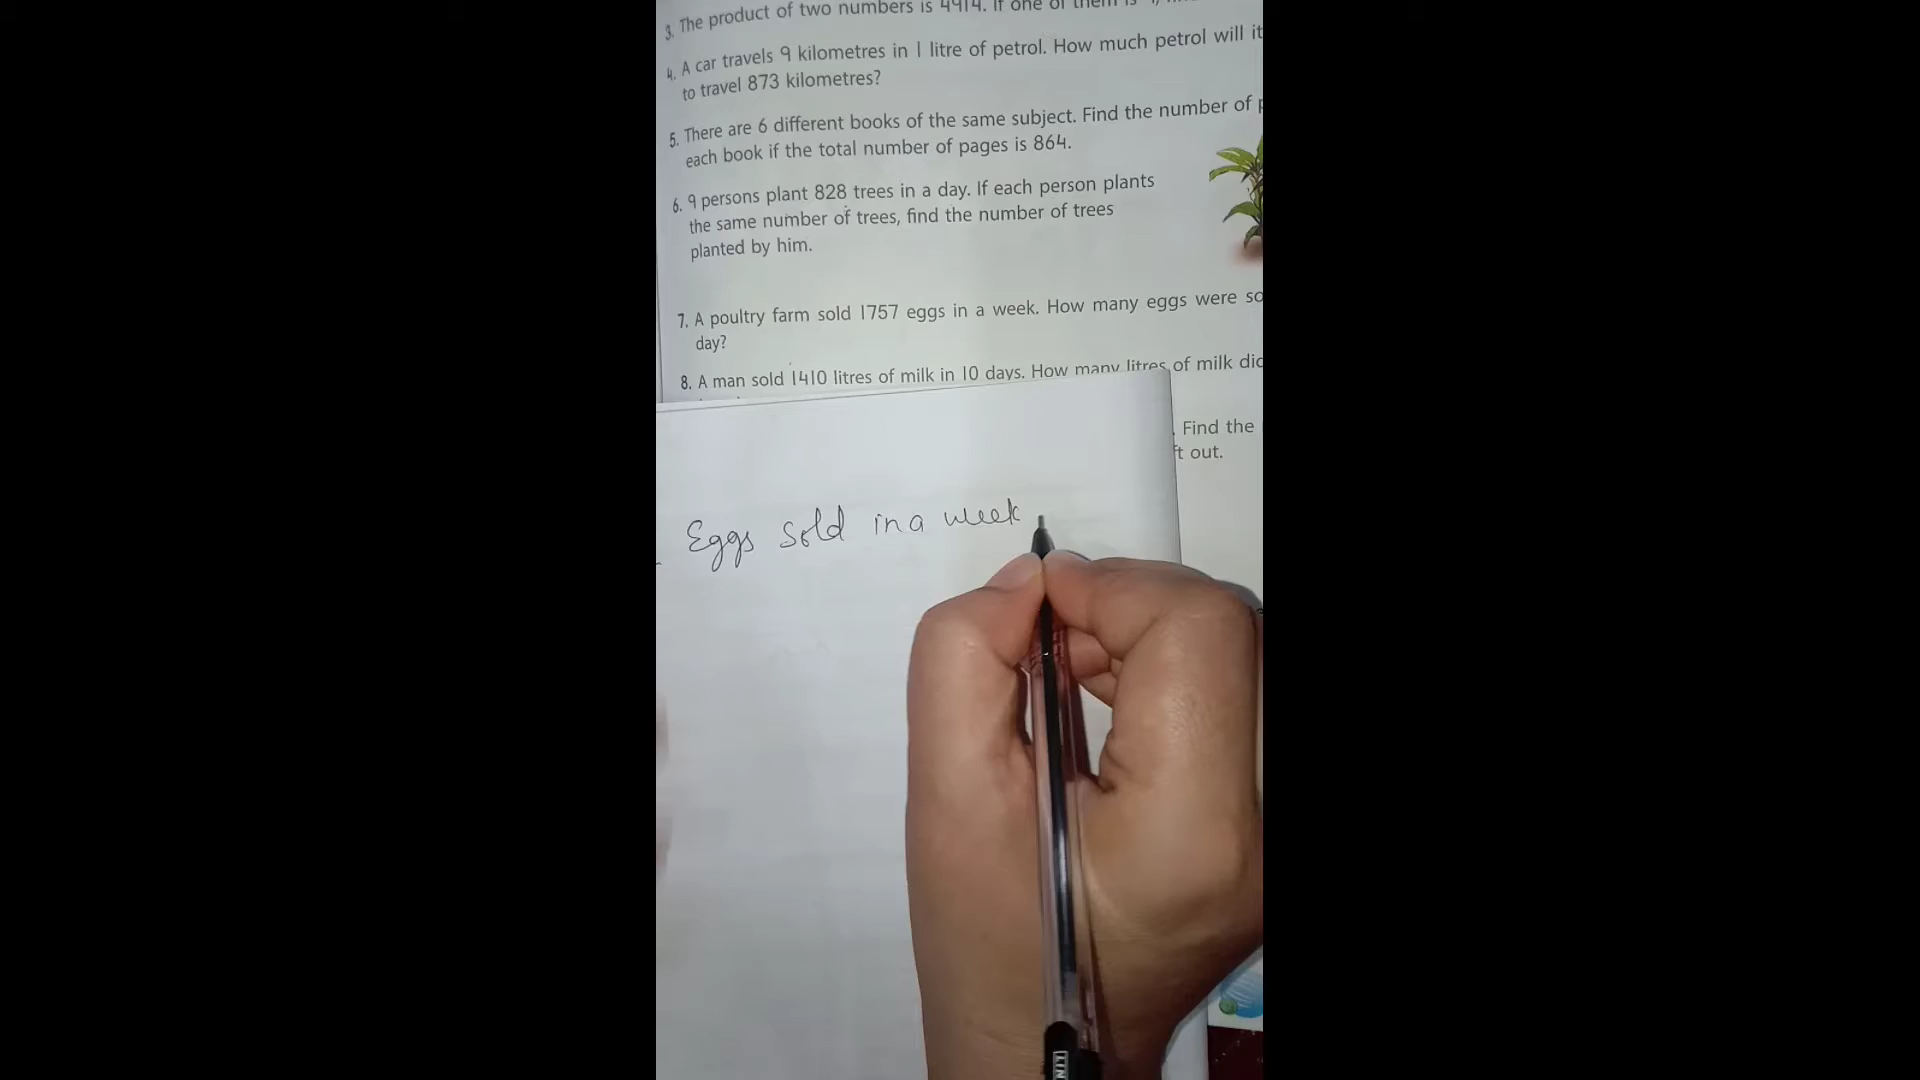 3. The product of two numbers is 4914. If one of them is
4. A car travels 9 kilometres in 1 litre of petrol. How much petrol will it
to travel 873 kilometres?
5. There are 6 different books of the same subject. Find the number of
each book if the total number of pages is 864.
6. 9 persons plant 828 trees in a day. If each person plants
the same number of trees, find the number of trees
planted by him.
7. A poultry farm sold 1757 eggs in a week. How many eggs were so
day?
8. A man sold 1410 litres of milk in 10 days. How many litres of milk did
. Find the
t out.
Eggs sold in a week
LIN